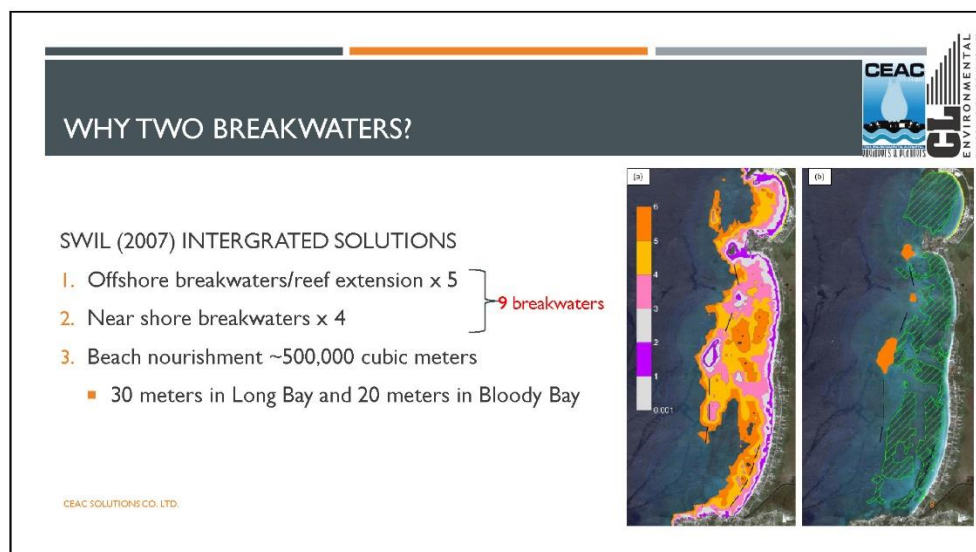 WHY TWO BREAKWATERS?
CEAC
CL
ENVIRONMENTAL
SWIL (2007) INTERGRATED SOLUTIONS
1. Offshore breakwaters/reef extension x 5
2. Near shore breakwaters x 4
9 breakwaters
3. Beach nourishment ~500,000 cubic meters
■ 30 meters in Long Bay and 20 meters in Bloody Bay
(a)
6
5
4
3
2
1
0.001
(b)
8
CEAC SOLUTIONS CO. LTD.